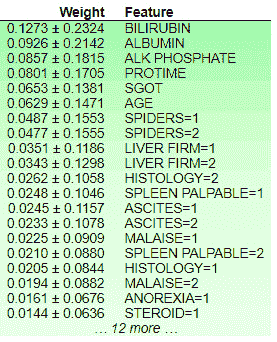 Weight Feature
0.1273 ± 0.2324 BILIRUBIN
0.0926 ± 0.2142 ALBUMIN
0.0857 ± 0.1815 ALK PHOSPHATE
0.0801 ± 0.1705 PROTIME
0.0653 ± 0.1381 SGOT
0.0629 ± 0.1471 AGE
0.0487 ± 0.1553 SPIDERS=1
0.0477 ± 0.1555 SPIDERS=2
0.0351 ± 0.1186 LIVER FIRM=1
0.0343 ± 0.1298 LIVER FIRM=2
0.0262 ± 0.1058 HISTOLOGY=2
0.0248 ± 0.1046 SPLEEN PALPABLE=1
0.0245 ± 0.1157 ASCITES=1
0.0233 ± 0.1078 ASCITES=2
0.0225 ± 0.0909 MALAISE=1
0.0210 ± 0.0880 SPLEEN PALPABLE=2
0.0205 ± 0.0844 HISTOLOGY=1
0.0194 ± 0.0882 MALAISE=2
0.0161 ± 0.0676 ANOREXIA=1
0.0144 ± 0.0636 STEROID=1
… 12 more …